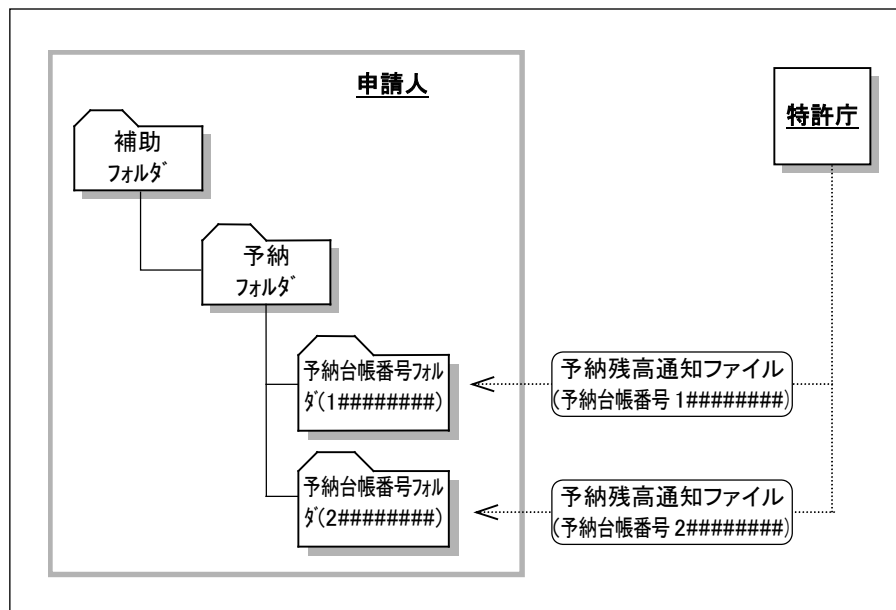 申請人
特許庁
補助
フォルダ
予納
フォルダ
予納台帳番号フォル
ダ(1########)
予納残高通知ファイル
(予納台帳番号 1########)
予納台帳番号フォル
ダ(2########)
予納残高通知ファイル
(予納台帳番号 2########)